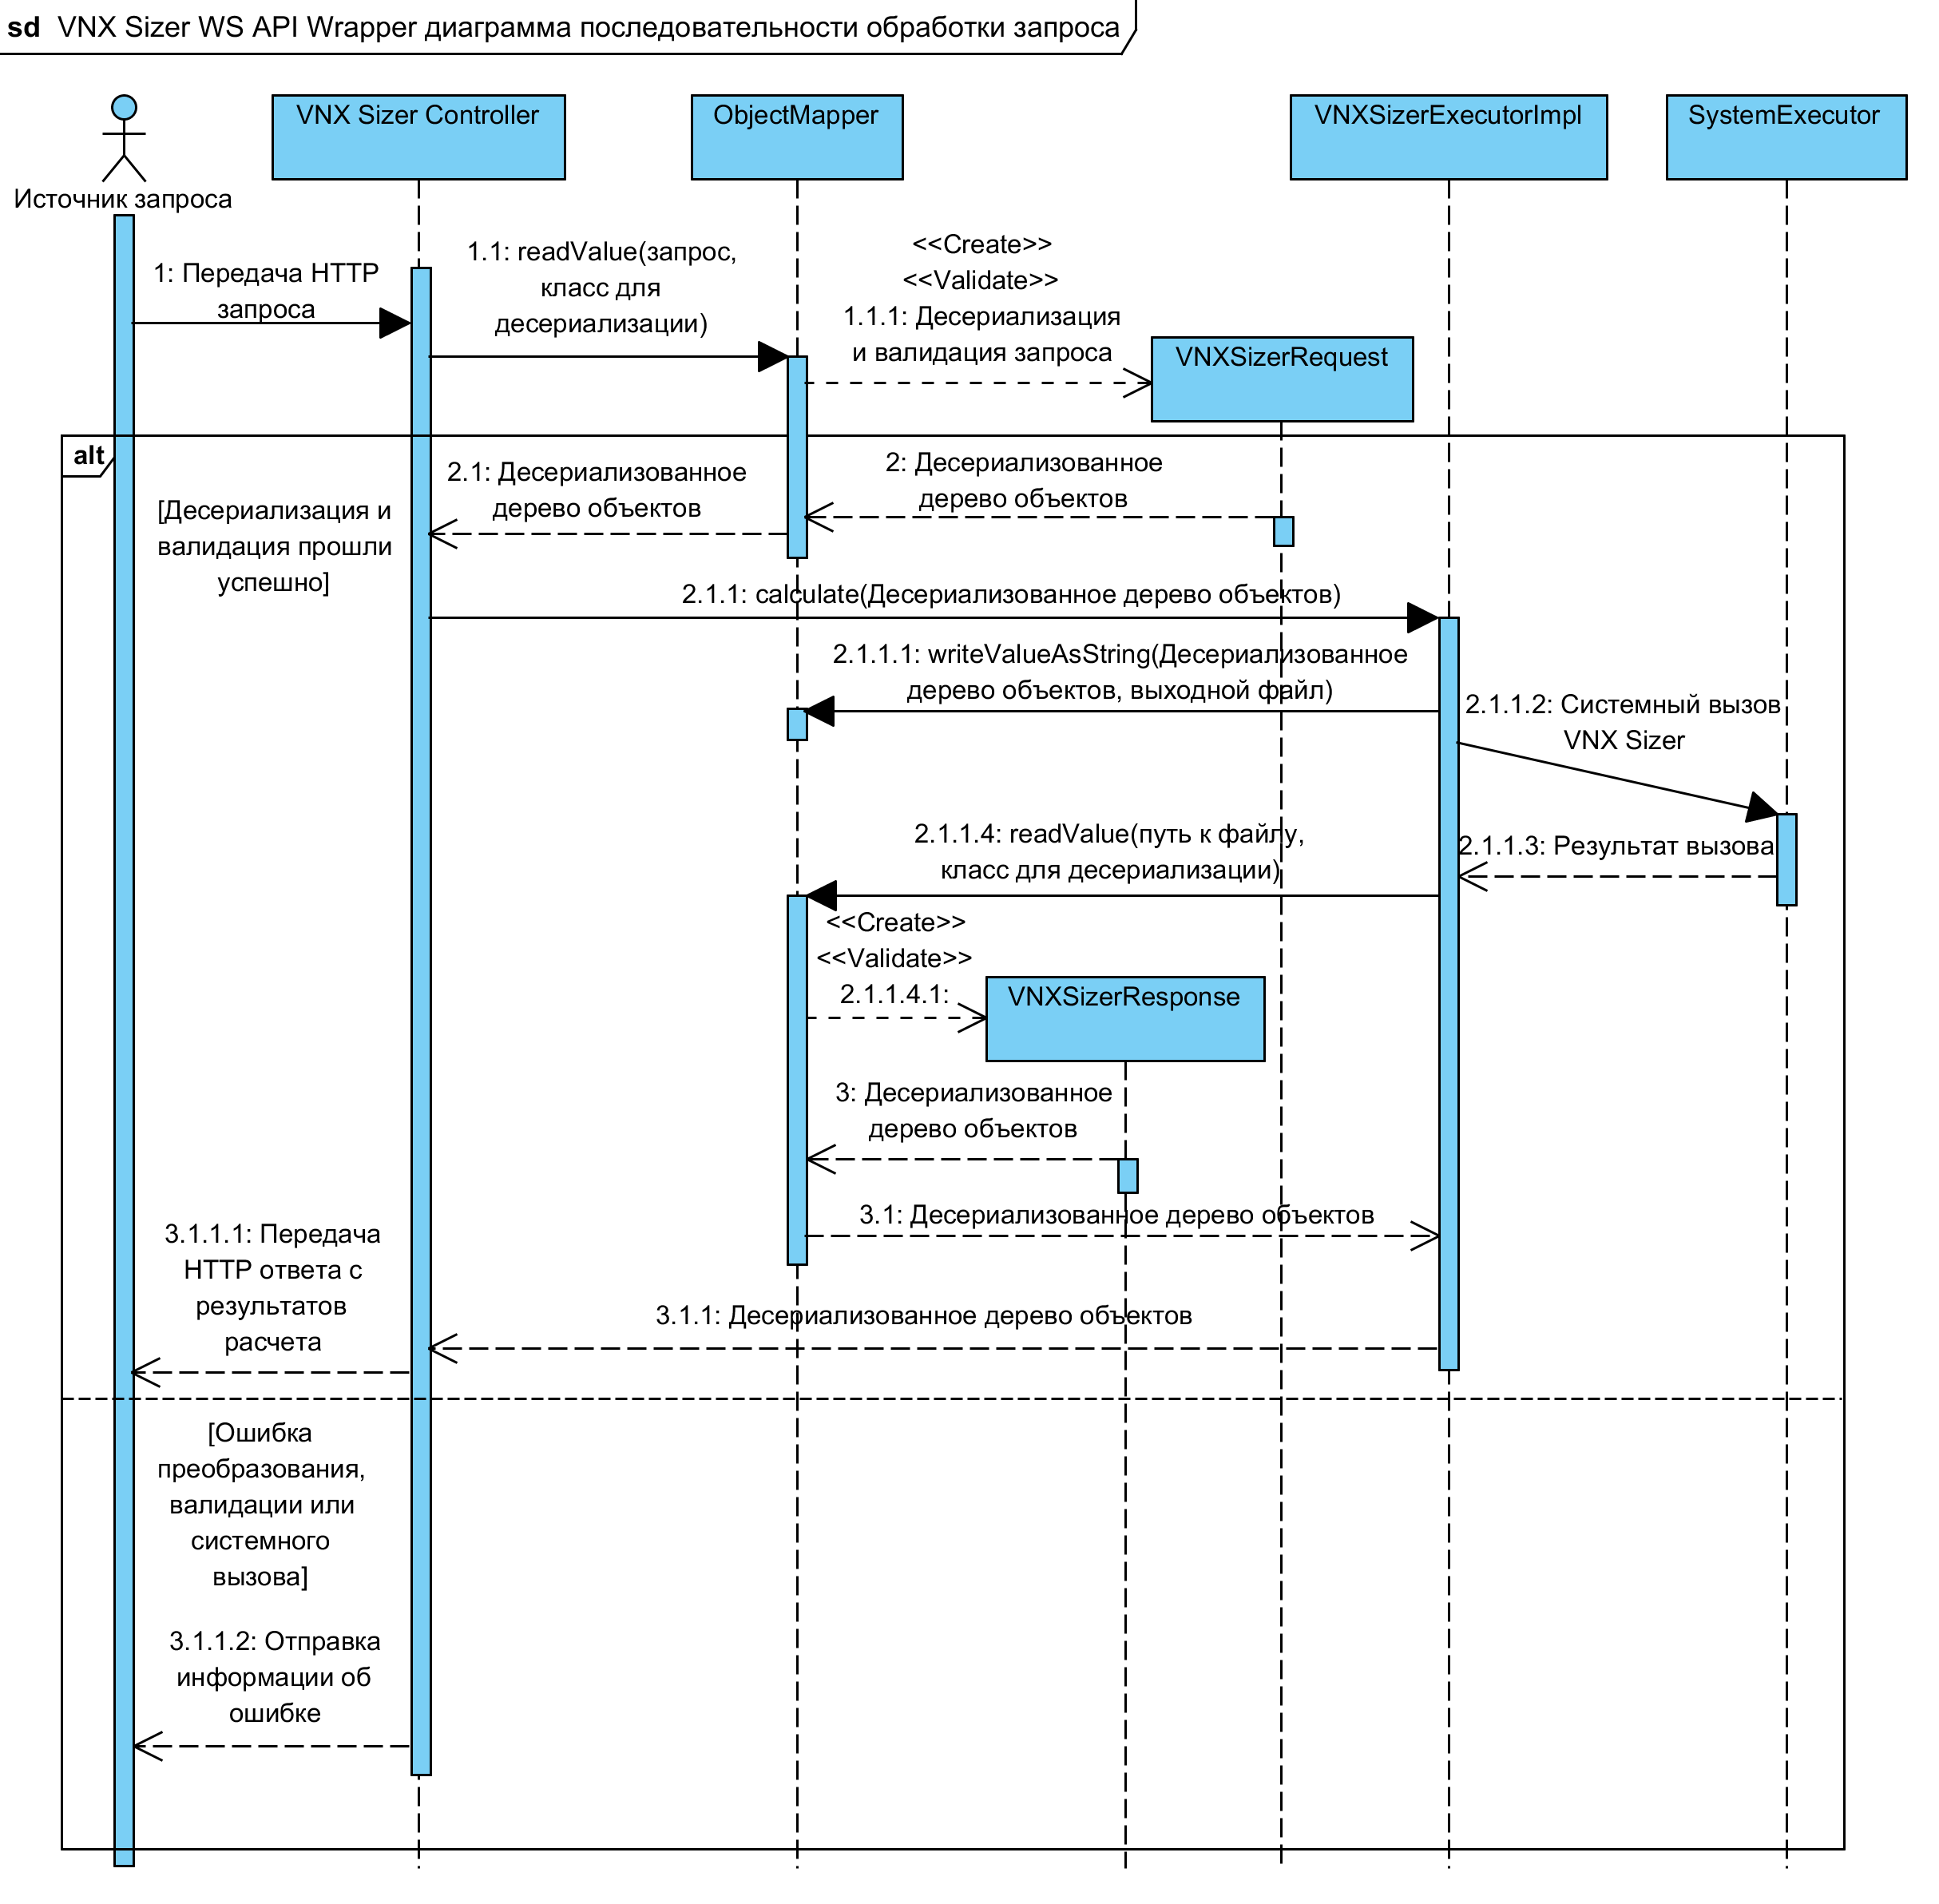 sd VNX Sizer WS API Wrapper диаграмма последовательности обработки запроса
Источник запроса
VNX Sizer Controller
ObjectMapper
VNXSizerExecutorImpl
SystemExecutor
1: Передача HTTP
запроса
1.1: readValue(запрос,
класс для
десериализации)
<<Create>>
<<Validate>>
1.1.1: Десериализация
и валидация запроса
VNXSizerRequest
alt
[Десериализация и
валидация прошли
успешно]
2.1: Десериализованное
дерево объектов
2: Десериализованное
дерево объектов
2.1.1: calculate(Десериализованное дерево объектов)
2.1.1.1: writeValueAsString(Десериализованное
дерево объектов, выходной файл)
2.1.1.2: Системный вызов
VNX Sizer
2.1.1.3: Результат вызова
2.1.1.4: readValue(путь к файлу,
класс для десериализации)
<<Create>>
<<Validate>>
2.1.1.4.1:
VNXSizerResponse
3: Десериализованное
дерево объектов
3.1: Десериализованное дерево объектов
3.1.1: Десериализованное дерево объектов
3.1.1.1: Передача
HTTP ответа с
результатов
расчета
[Ошибка
преобразования,
валидации или
системного
вызова]
3.1.1.2: Отправка
информации об
ошибке